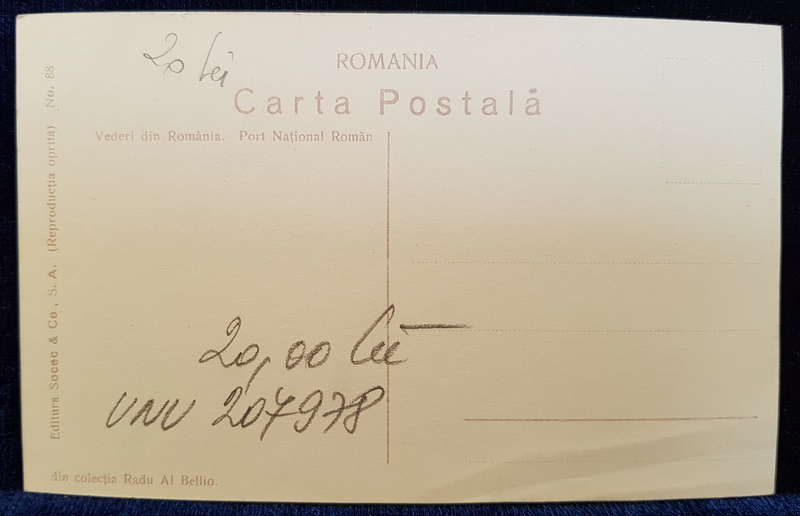 20 lei
ROMANIA
Carta Postală
Vederi din România. Port Național Român
Editura Socec & Co., S. A. (Reproducția oprita) No. 88
20,00 lei
UNU 207978
din colecția Radu Al Bellio.